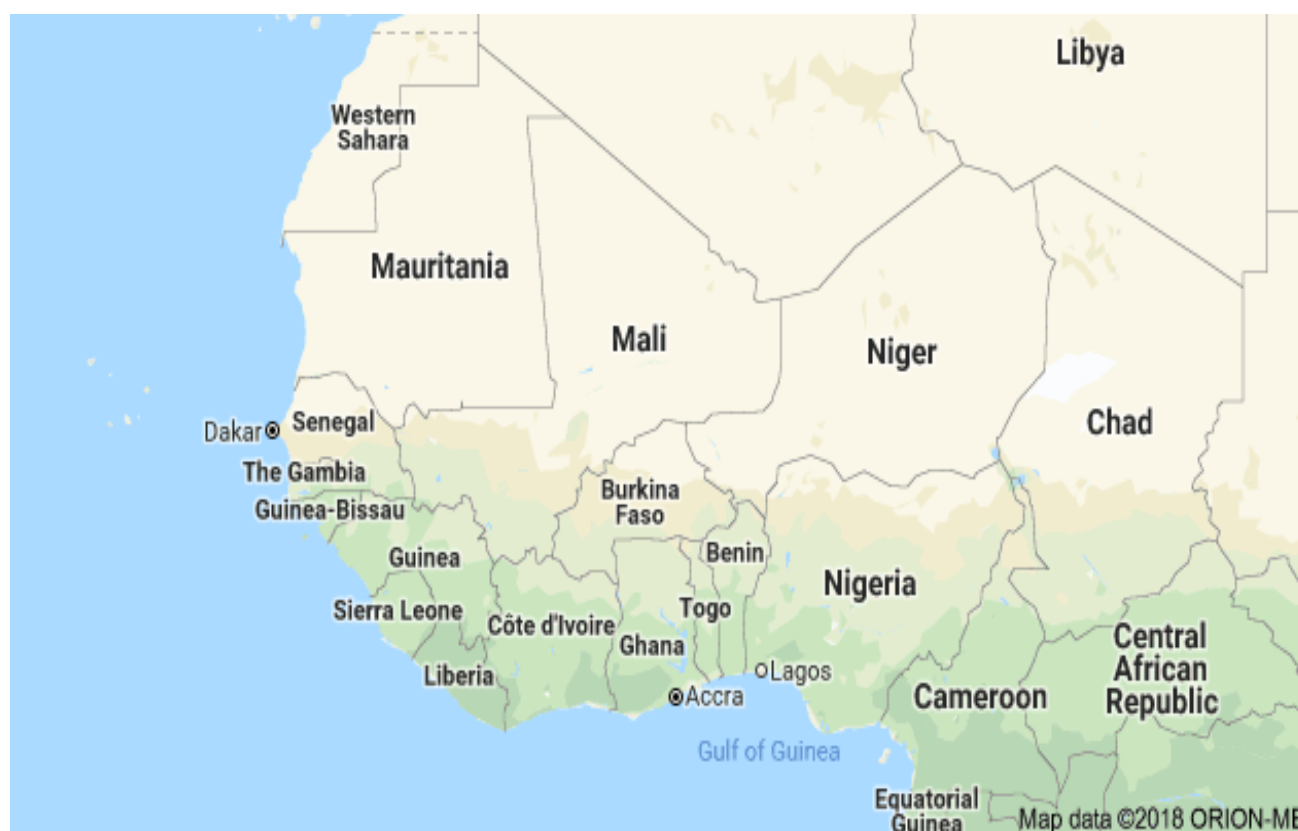 Libya
Western
Sahara
Mauritania
Mali
Niger
Chad
Senegal
Dakar
The Gambia
Guinea-Bissau
Burkina
Faso
Benin
Guinea
Nigeria
Sierra Leone
Togo
Côte d'Ivoire
Ghana
Liberia
Lagos
Accra
Central
African
Republic
Cameroon
Gulf of Guinea
Equatorial
Guinea
Map data ©2018 ORION-ME